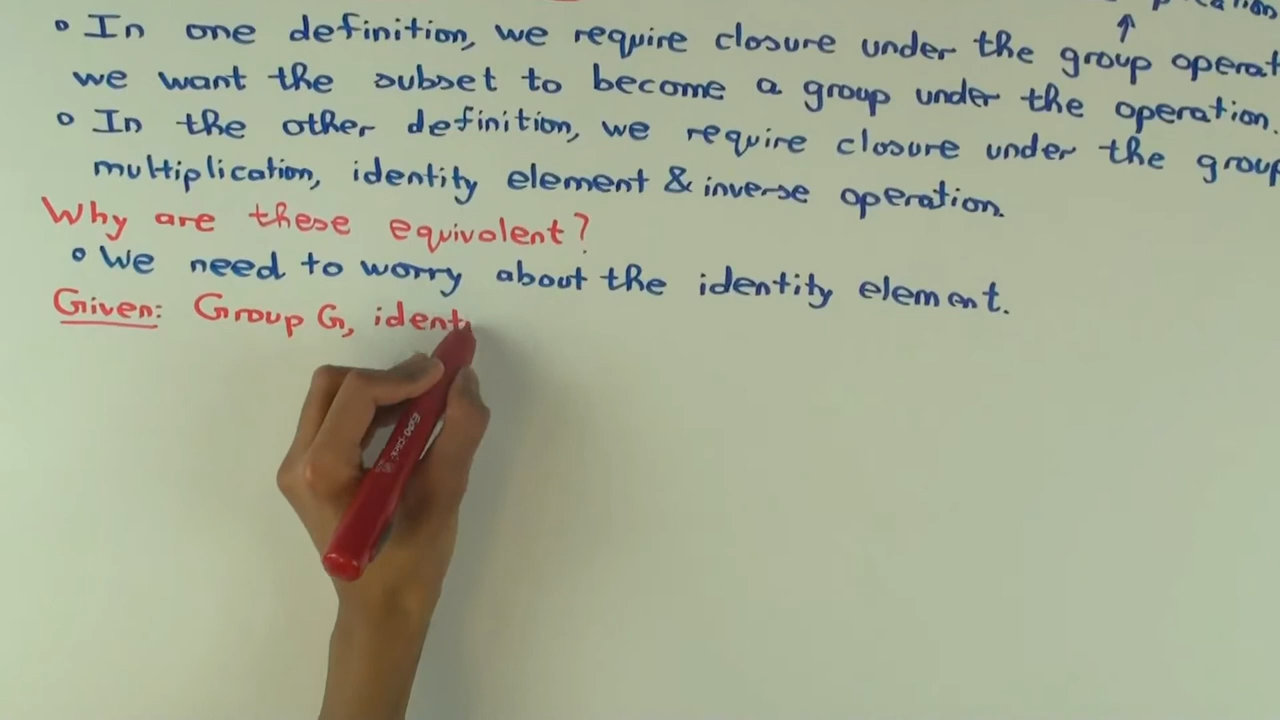 • In one definition, we require closure under the group operat
we want the subset to become a group under the operation.
• In the other definition, we require closure under the group
multiplication, identity element & inverse operation.
Why are these equivalent?
• We need to worry about the identity element.
Given: Group G, ident